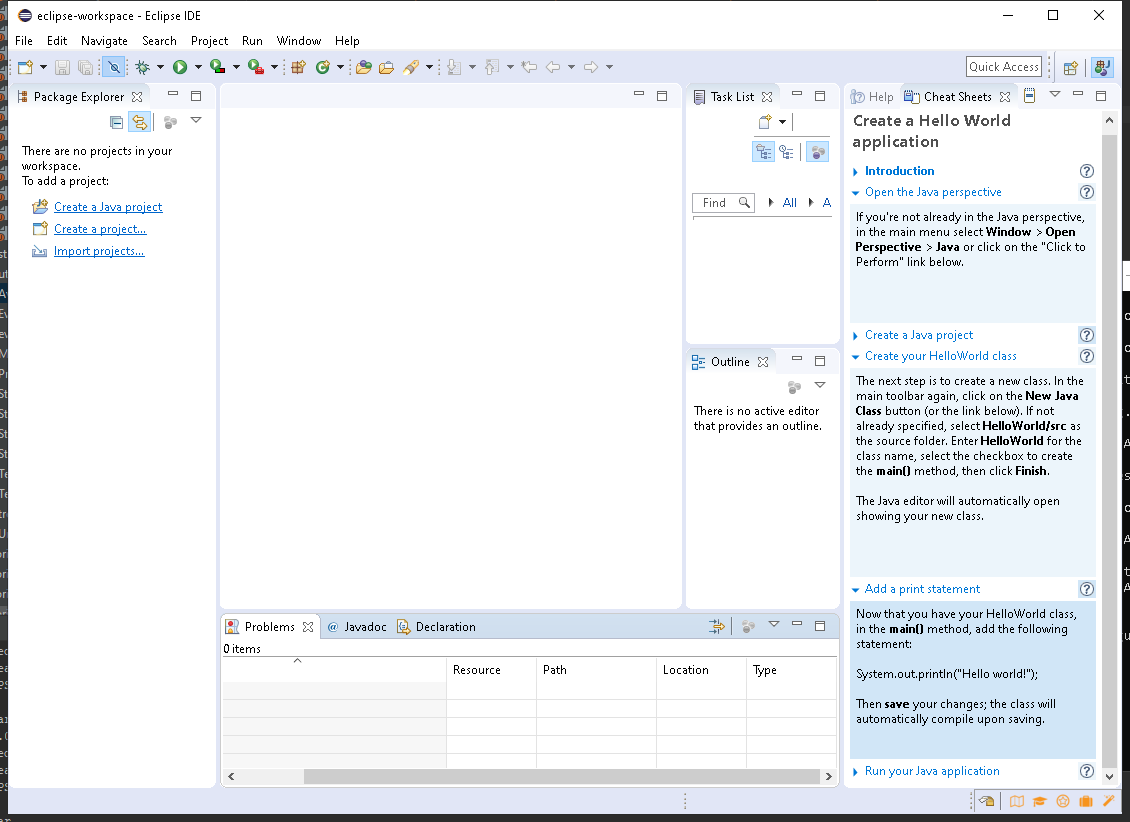 eclipse-workspace - Eclipse IDE
File Edit Navigate Search Project Run Window Help
Quick Access
Package Explorer
There are no projects in your
workspace.
To add a project:
Create a Java project
Create a project...
Import projects...
Task List
Find All A
Outline
There is no active editor
that provides an outline.
Problems @ Javadoc Declaration
0 items
Resource Path Location Type
Help Cheat Sheets
Create a Hello World
application
Introduction
Open the Java perspective
If you're not already in the Java perspective,
in the main menu select Window > Open
Perspective > Java or click on the "Click to
Perform" link below.
Create a Java project
Create your HelloWorld class
The next step is to create a new class. In the
main toolbar again, click on the New Java
Class button (or the link below). If not
already specified, select HelloWorld/src as
the source folder. Enter HelloWorld for the
class name, select the checkbox to create
the main() method, then click Finish.
The Java editor will automatically open
showing your new class.
Add a print statement
Now that you have your HelloWorld class,
in the main() method, add the following
statement:
System.out.println("Hello world!");
Then save your changes; the class will
automatically compile upon saving.
Run your Java application